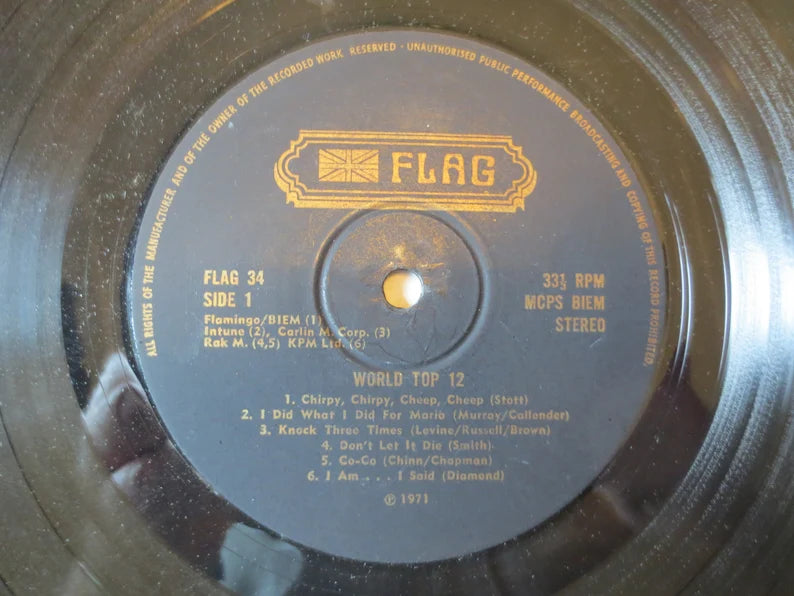 ALL RIGHTS OF THE MANUFACTURER AND OF THE OWNER OF THE RECORDED WORK RESERVED · UNAUTHORISED PUBLIC PERFORMANCE BROADCASTING AND COPYING OF THIS RECORD PROHIBITED.
FLAG
FLAG 34
SIDE 1
Flamingo/BIEM (1)
Intune (2), Carlin M. Corp. (3)
Rak M. (4,5) KPM Ltd. (6)
33⅓ RPM
MCPS BIEM
STEREO
WORLD TOP 12
1. Chirpy, Chirpy, Cheep, Cheep (Stott)
2. I Did What I Did For Maria (Murray/Callender)
3. Knock Three Times (Levine/Russell/Brown)
4. Don't Let It Die (Smith)
5. Co-Co (Chinn/Chapman)
6. I Am . . . I Said (Diamond)
℗ 1971